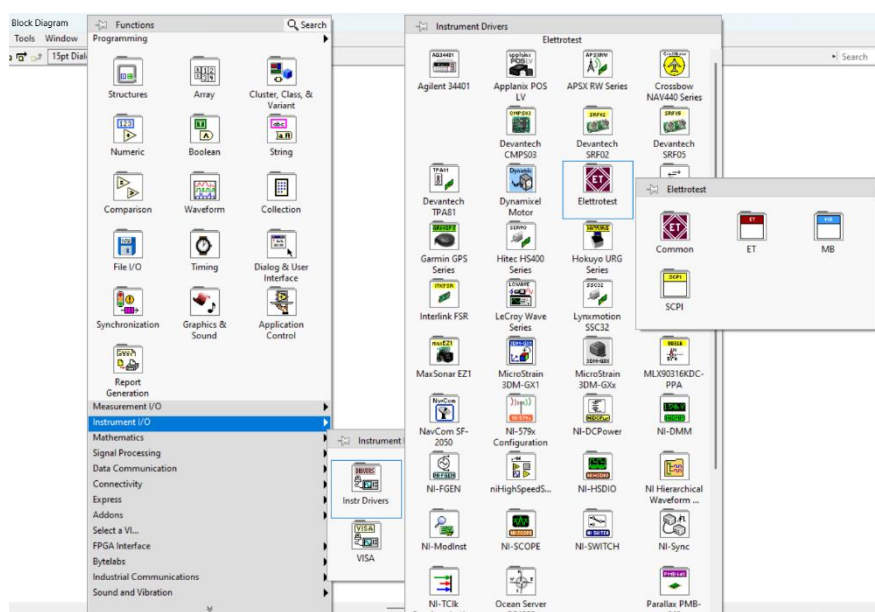 Block Diagram
Tools Window
15pt Dial
Search
Functions
Search
Programming
Structures
Array
Cluster, Class, &
Variant
Numeric
Boolean
String
Comparison
Waveform
Collection
File I/O
Timing
Dialog & User
Interface
Synchronization
Graphics &
Sound
Application
Control
Report
Generation
Measurement I/O
Instrument I/O
Mathematics
Signal Processing
Data Communication
Connectivity
Express
Addons
Select a VI...
FPGA Interface
Bytelabs
Industrial Communications
Sound and Vibration
Instrument I
Instr Drivers
VISA
Instrument Drivers
Elettrotest
Agilent 34401
Applanix POS
LV
APSX RW Series
Crossbow
NAV440 Series
Devantech
CMPS03
Devantech
SRF02
Devantech
SRF05
Devantech
TPA81
Dynamixel
Motor
Elettrotest
Garmin GPS
Series
Hitec HS400
Series
Hokuyo URG
Series
Interlink FSR
LeCroy Wave
Series
Lynxmotion
SSC32
MaxSonar EZ1
MicroStrain
3DM-GX1
MicroStrain
3DM-GXx
MLX90316KDC-
PPA
NavCom SF-
2050
NI-579x
Configuration
NI-DCPower
NI-DMM
NI-FGEN
niHighSpeedS...
NI-HSDIO
NI Hierarchical
Waveform ...
NI-ModInst
NI-SCOPE
NI-SWITCH
NI-Sync
NI-TClk
Ocean Server
Parallax PMB-
Elettrotest
Common
ET
MB
SCPI